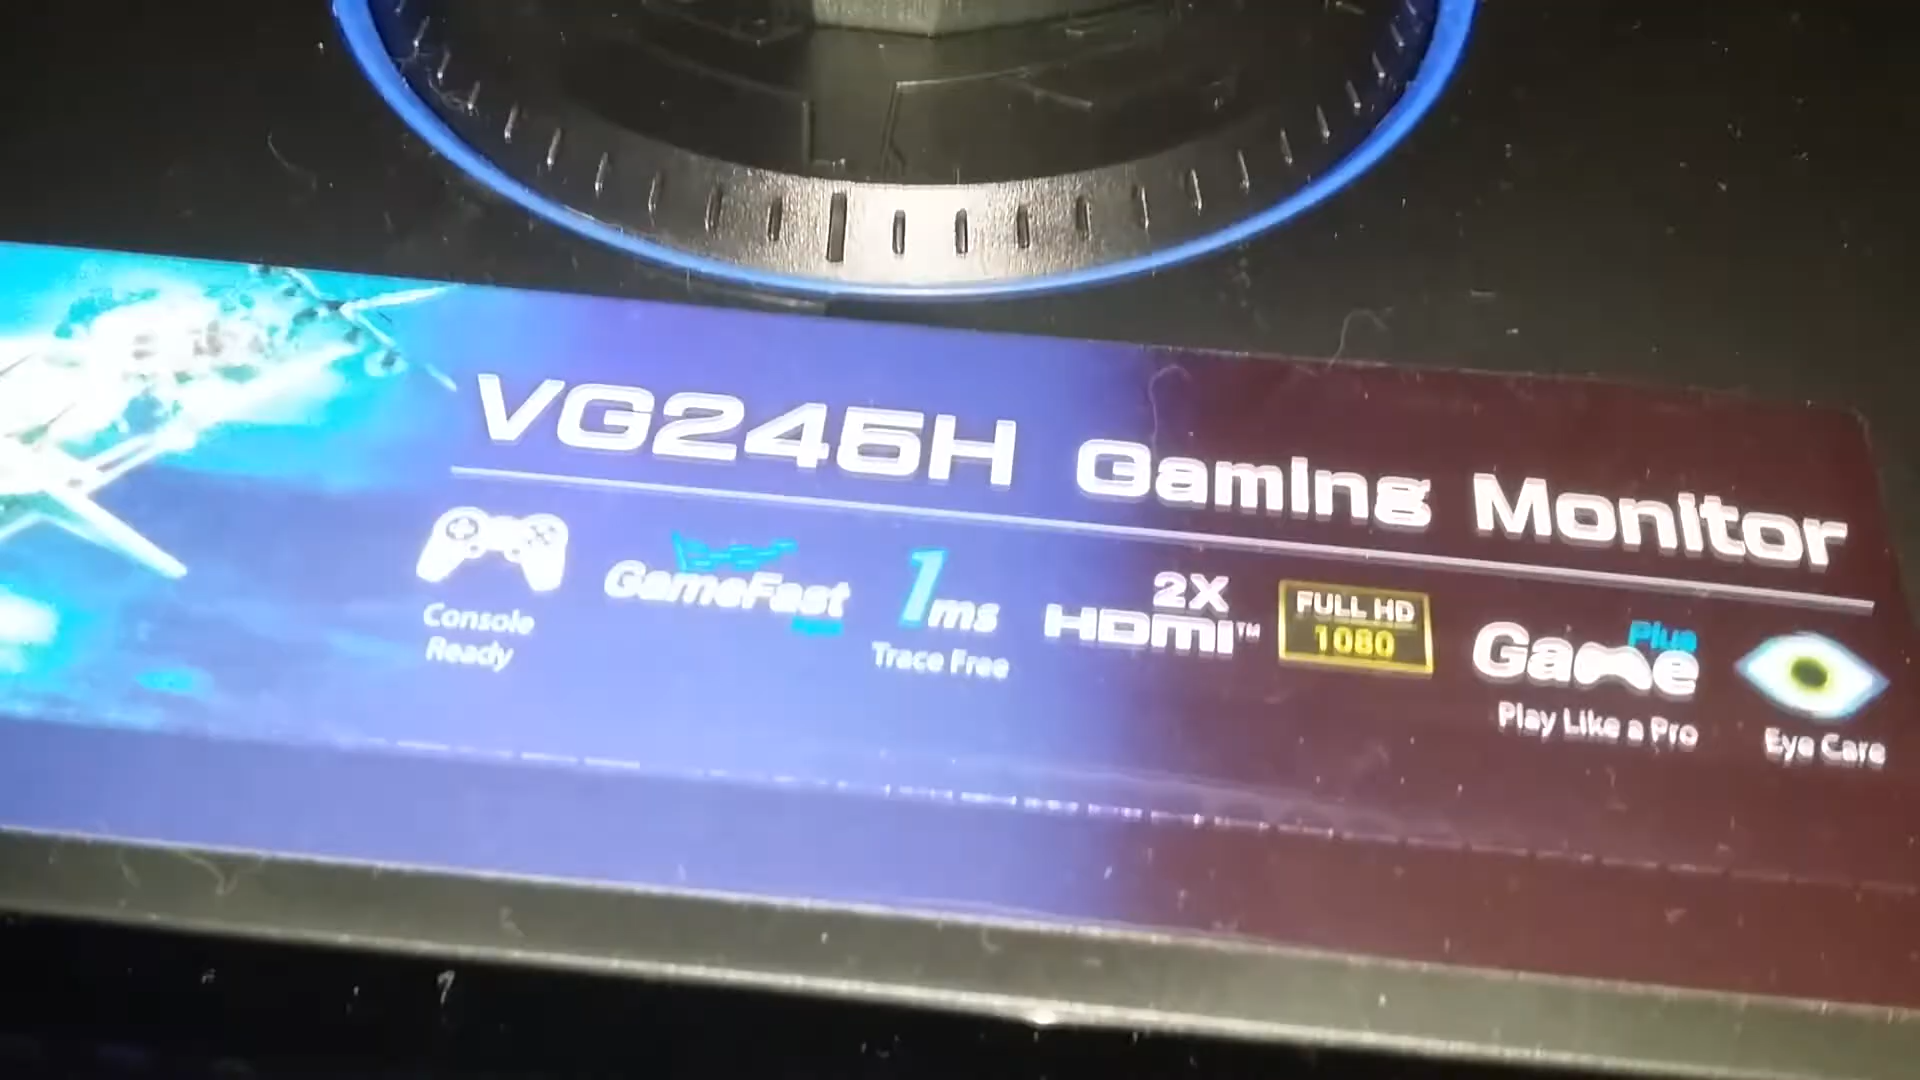 VG245H Gaming Monitor
Console
Ready
GameFast
1ms
Trace Free
2X
HDMI™
FULL HD
1080
Game Plus
Play Like a Pro
Eye Care